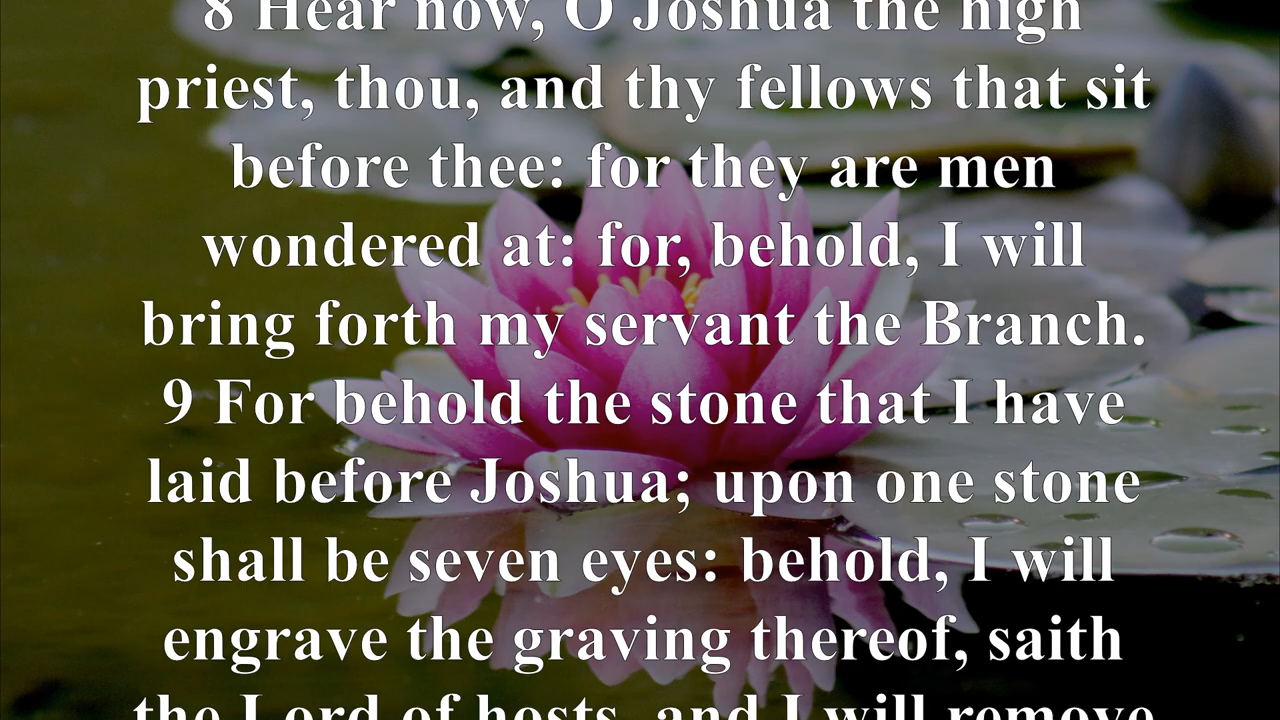 8 Hear now, O Joshua the high
priest, thou, and thy fellows that sit
before thee: for they are men
wondered at: for, behold, I will
bring forth my servant the Branch.
9 For behold the stone that I have
laid before Joshua; upon one stone
shall be seven eyes: behold, I will
engrave the graving thereof, saith
the Lord of hosts, and I will remove